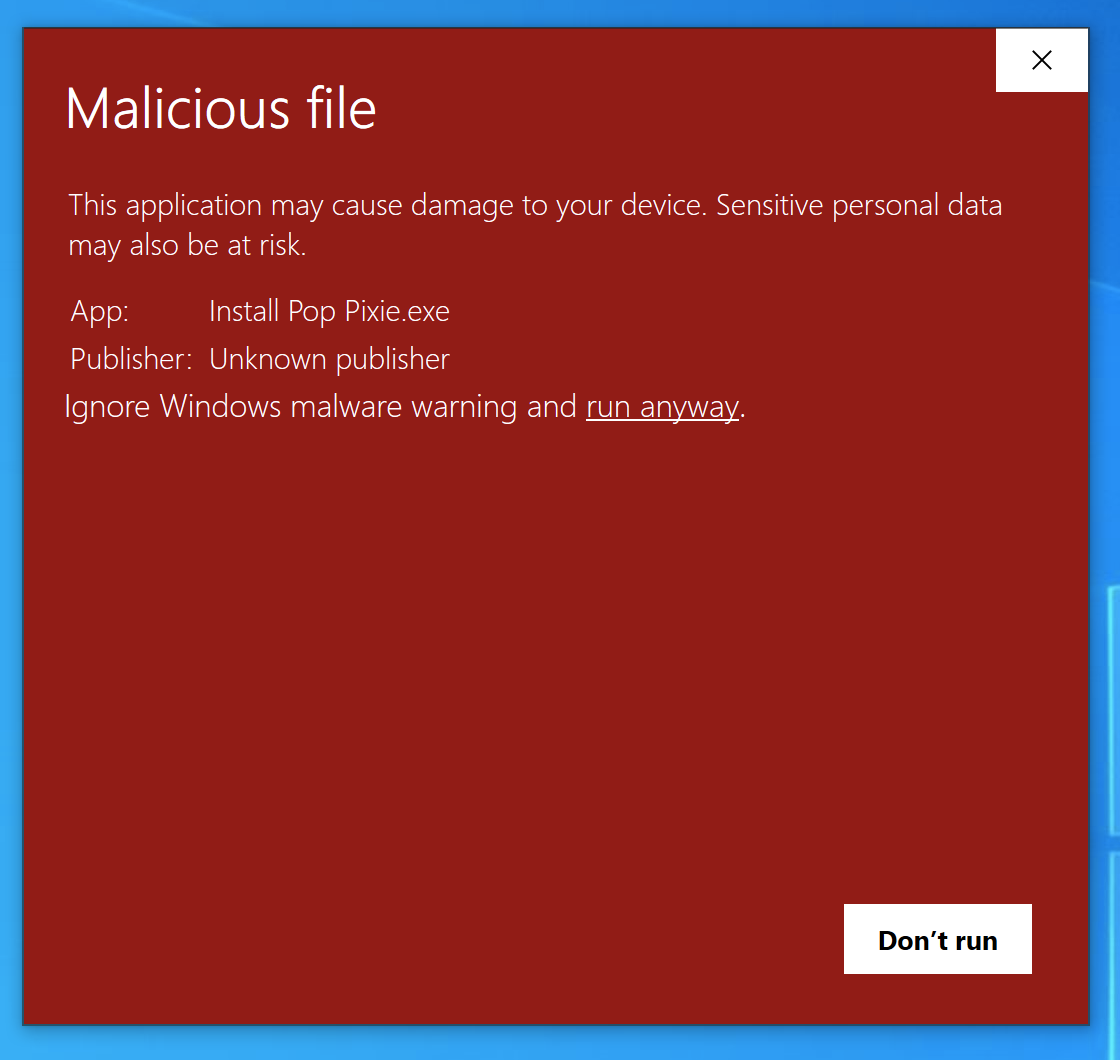 Malicious file
This application may cause damage to your device. Sensitive personal data
may also be at risk.
App: Install Pop Pixie.exe
Publisher: Unknown publisher
Ignore Windows malware warning and run anyway.
Don’t run